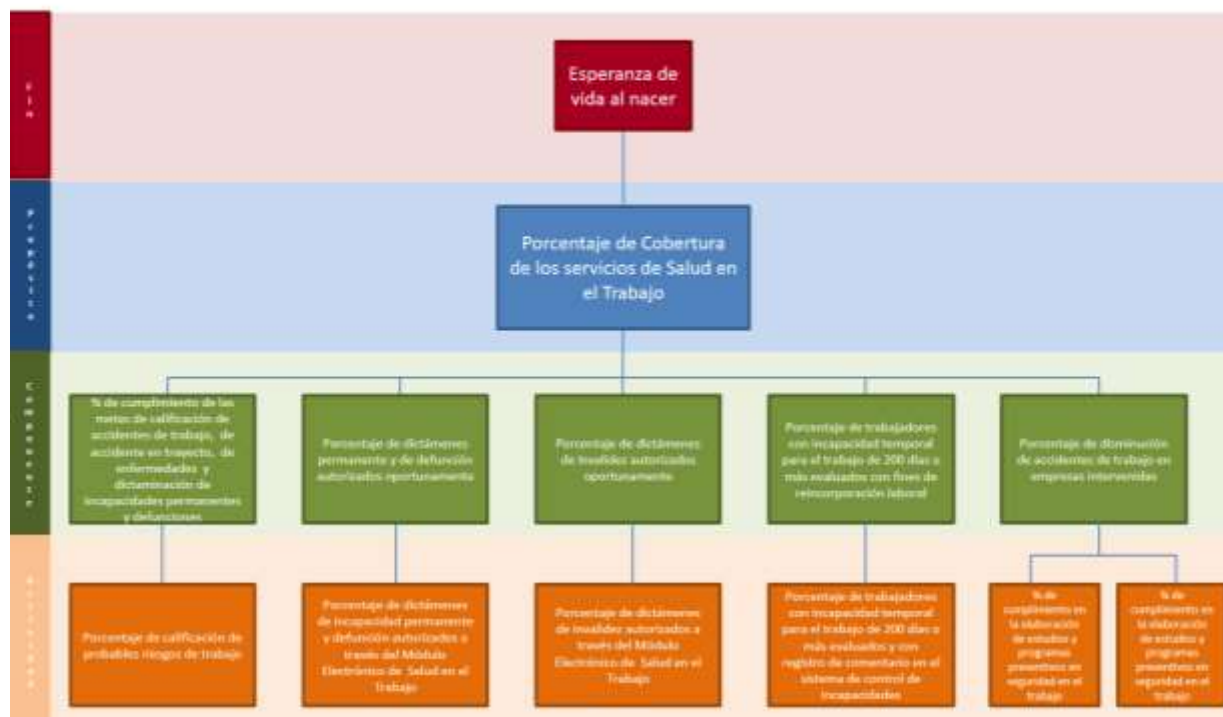 Fin
Esperanza de
vida al nacer
Propósito
Porcentaje de Cobertura
de los servicios de Salud en
el Trabajo
Componente
% de cumplimiento de las
metas de calificación de
accidentes de trabajo, de
accidente en trayecto, de
enfermedades y
dictaminación de
incapacidades permanentes
y defunciones
Porcentaje de dictámenes
permanente y de defunción
autorizados oportunamente
Porcentaje de dictámenes
de invalidez autorizados
oportunamente
Porcentaje de trabajadores
con incapacidad temporal
para el trabajo de 200 días o
más evaluados con fines de
reincorporación laboral
Porcentaje de disminución
de accidentes de trabajo en
empresas intervenidas
Porcentaje de calificación de
probables riesgos de trabajo
Porcentaje de dictámenes
de incapacidad permanente
y defunción autorizados a
través del Módulo
Electrónico de Salud en el
Trabajo
Porcentaje de dictámenes
de invalidez autorizados a
través del Módulo
Electrónico de Salud en el
Trabajo
Porcentaje de trabajadores
con incapacidad temporal
para el trabajo de 200 días o
más evaluados y con
registro de comentario en el
sistema de control de
incapacidades
% de
cumplimiento en
la elaboración
de estudios y
programas
preventivos en
seguridad en el
trabajo
% de
cumplimiento en
la elaboración
de estudios y
programas
preventivos en
seguridad en el
trabajo